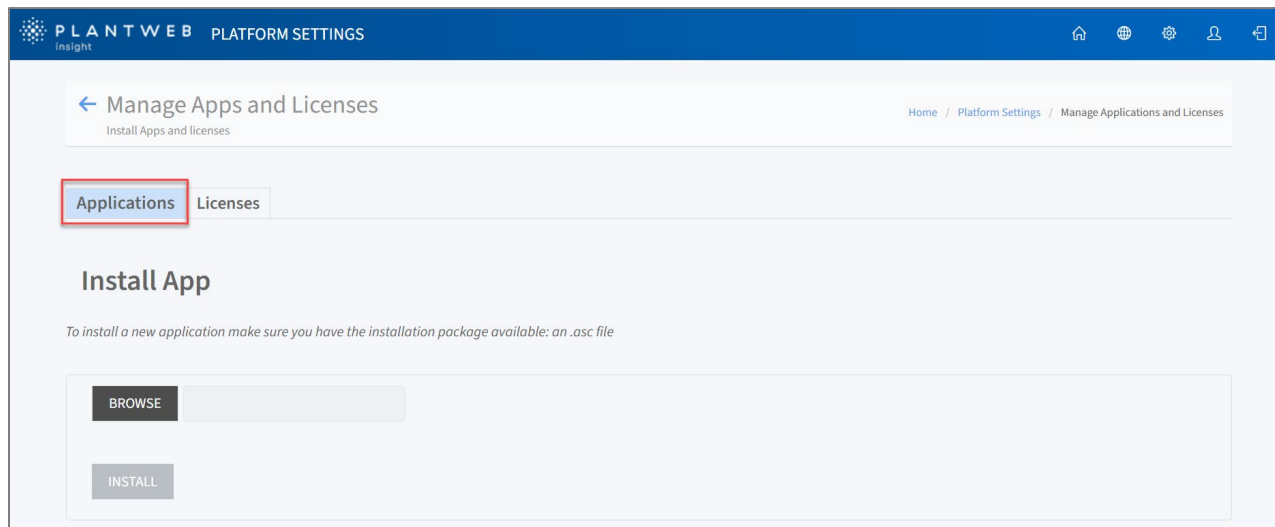 PLANTWEB PLATFORM SETTINGS
insight
Manage Apps and Licenses
Install Apps and licenses
Home / Platform Settings / Manage Applications and Licenses
Applications Licenses
Install App
To install a new application make sure you have the installation package available: an .asc file
BROWSE
INSTALL